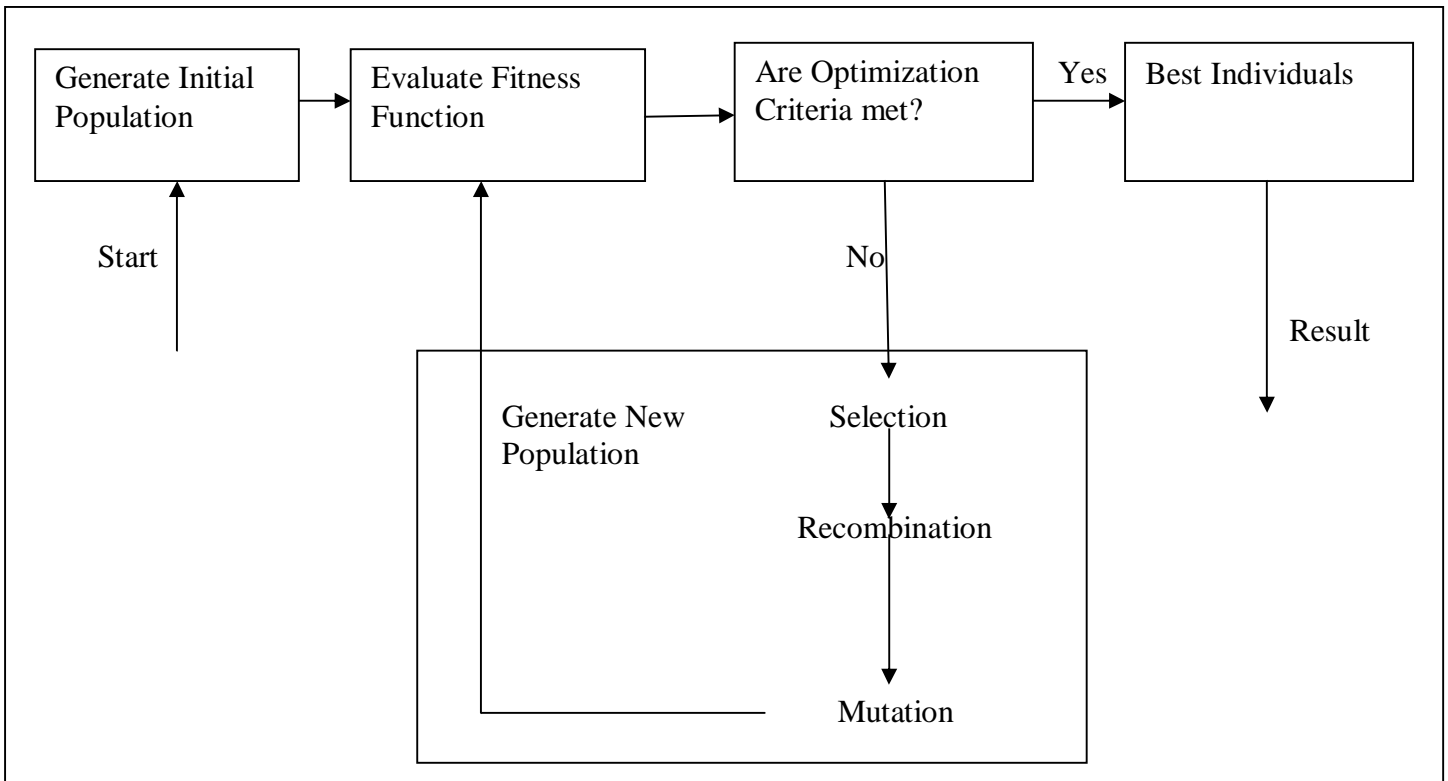 Generate Initial
Population
Evaluate Fitness
Function
Are Optimization
Criteria met?
Yes
Best Individuals
Start
No
Result
Generate New
Population
Selection
Recombination
Mutation